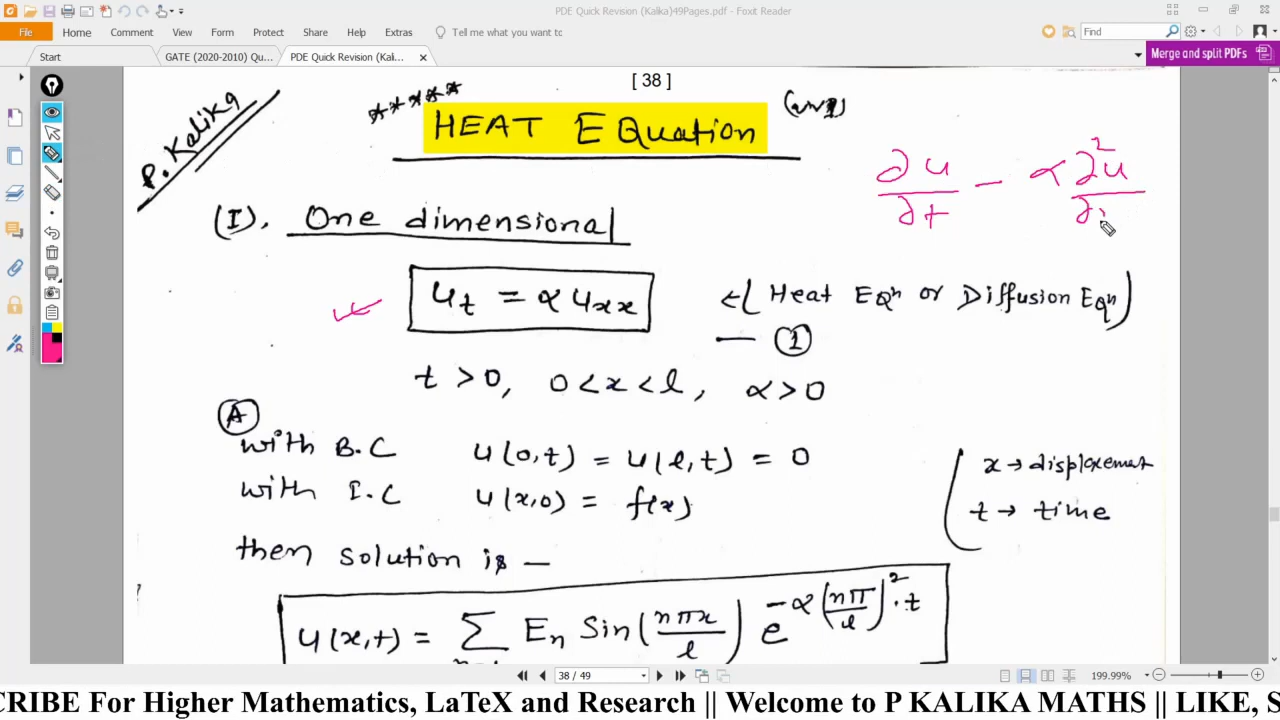 PDE Quick Revision (Kalika)49Pages.pdf - Foxit Reader
File Home Comment View Form Protect Share Help Extras Tell me what you want to Find
Start GATE (2020-2010) Qu... PDE Quick Revision (Kali... Merge and split PDFs
[ 38 ]
P. Kalika
***** HEAT EQuation
∂u/∂t - α ∂²u/∂
(I). One dimensional
u_t = α u_xx ←( Heat Eqn or Diffusion Eqn)
— ①
t > 0, 0 < x < l, α > 0
Ⓐ
with B.C u(0,t) = u(l,t) = 0
with I.C u(x,0) = f(x)
x → displacement
t → time
then solution is —
u(x,t) = ∑ En Sin(nπx/l) e^{-α(nπ/l)²·t}
38 / 49 199.99%
CRIBE For Higher Mathematics, LaTeX and Research || Welcome to P KALIKA MATHS || LIKE, S